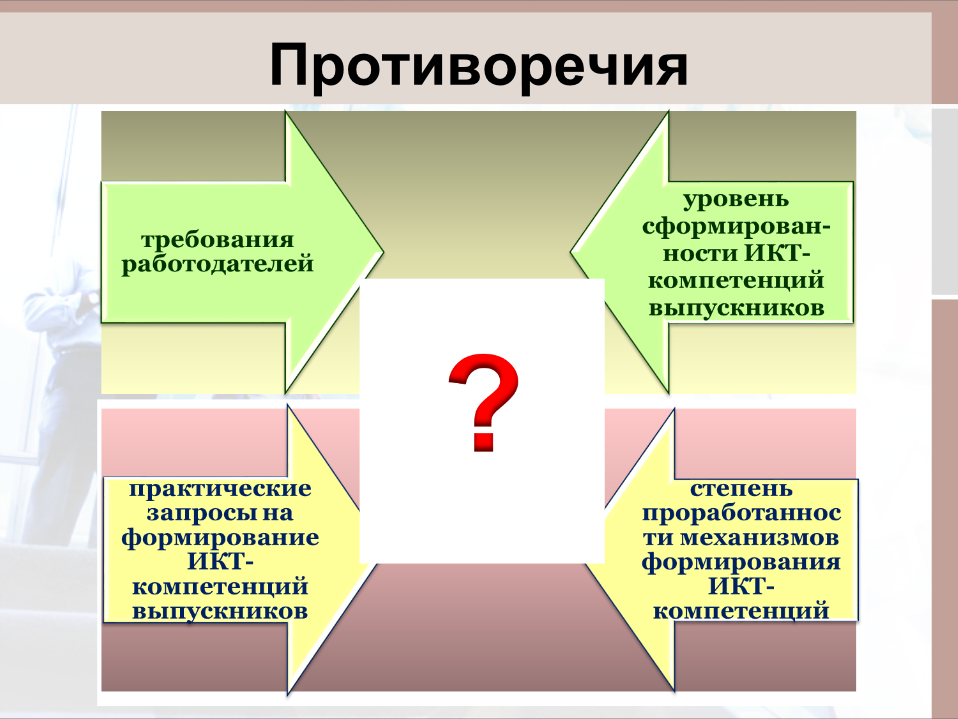 Противоречия
требования
работодателей
уровень
сформирован-
ности ИКТ-
компетенций
выпускников
?
практические
запросы на
формирование
ИКТ-
компетенций
выпускников
степень
проработаннос
ти механизмов
формирования
ИКТ-
компетенций